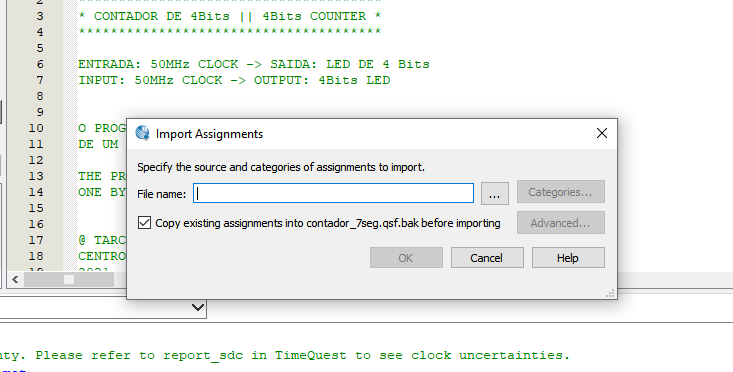 2 *************************************
3 * CONTADOR DE 4Bits || 4Bits COUNTER *
4 *************************************
5
6 ENTRADA: 50MHz CLOCK -> SAIDA: LED DE 4 Bits
7 INPUT: 50MHz CLOCK -> OUTPUT: 4Bits LED
8
9
10 O PROG
11 DE UM
12
13 THE PR
14 ONE BY
15
16
17 @ TARC
18 CENTRO
19 2021
Import Assignments
Specify the source and categories of assignments to import.
File name: ... Categories...
Copy existing assignments into contador_7seg.qsf.bak before importing Advanced...
OK Cancel Help
nty. Please refer to report_sdc in TimeQuest to see clock uncertainties.